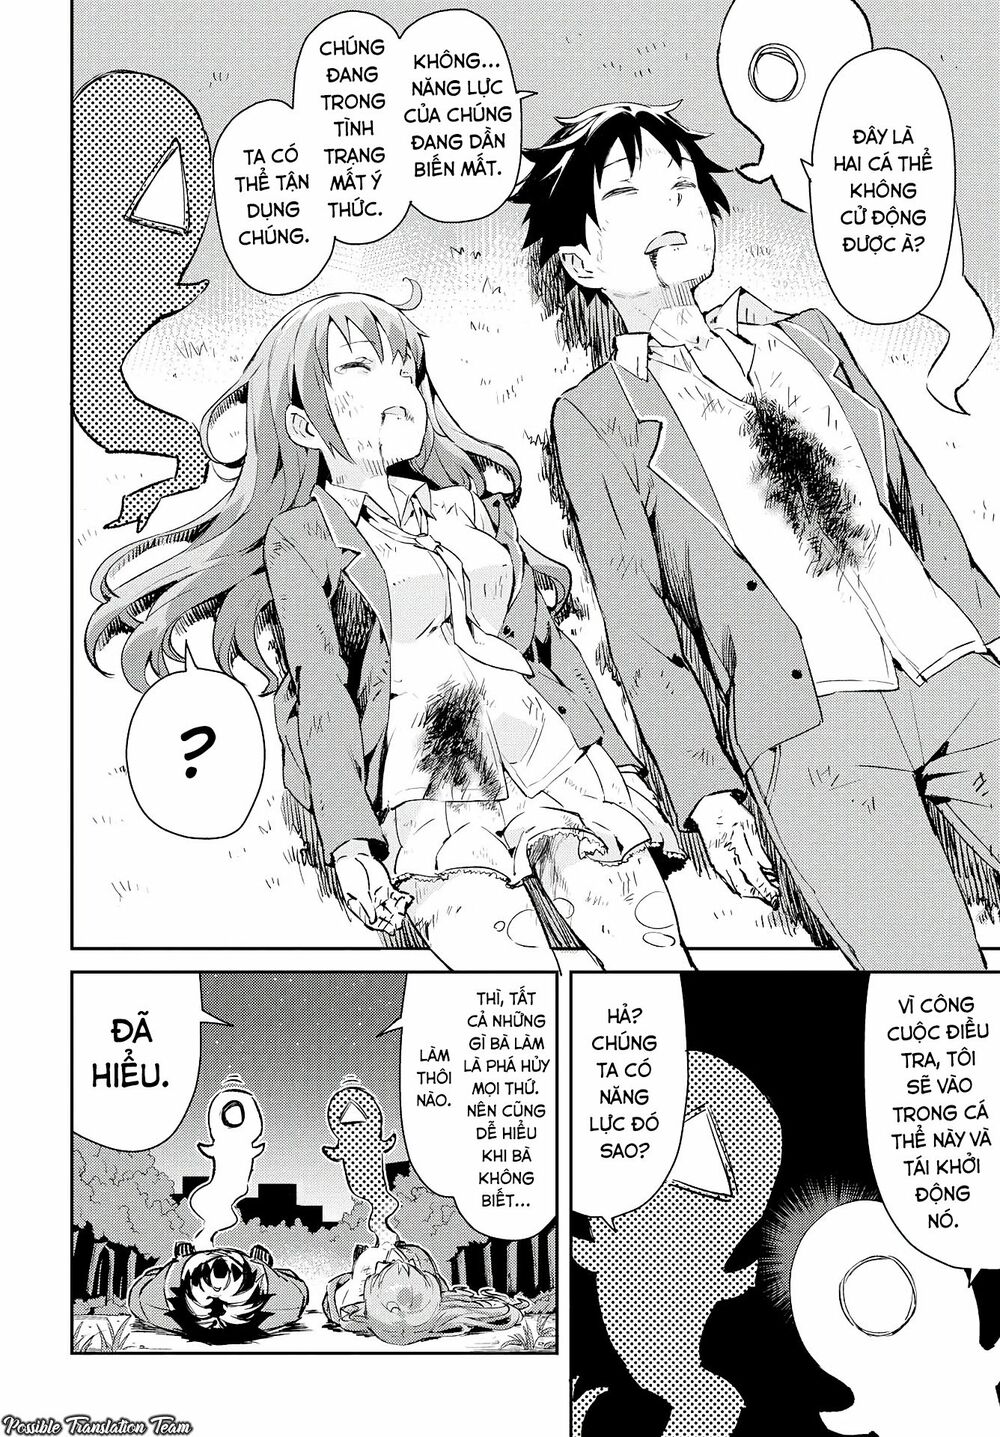 ĐÂY LÀ
HAI CÁ THỂ
KHÔNG
CỬ ĐỘNG
ĐƯỢC À?
KHÔNG...
NĂNG LỰC
CỦA CHÚNG
ĐANG DẦN
BIẾN MẤT.
CHÚNG
ĐANG
TRONG
TÌNH
TRẠNG
MẤT Ý
THỨC.
TA CÓ
THỂ TẬN
DỤNG
CHÚNG.
?
VÌ CÔNG
CUỘC ĐIỀU
TRA, TÔI
SẼ VÀO
TRONG CÁ
THỂ NÀY VÀ
TÁI KHỞI
ĐỘNG
NÓ.
HẢ?
CHÚNG
TA CÓ
NĂNG
LỰC ĐÓ
SAO?
THÌ, TẤT
CẢ NHỮNG
GÌ BÀ LÀM
LÀ PHÁ HỦY
MỌI THỨ.
NÊN CŨNG
DỄ HIỂU
KHI BÀ
KHÔNG
BIẾT...
LÀM
THÔI
NÀO.
ĐÃ
HIỂU.
Possible Translation Team